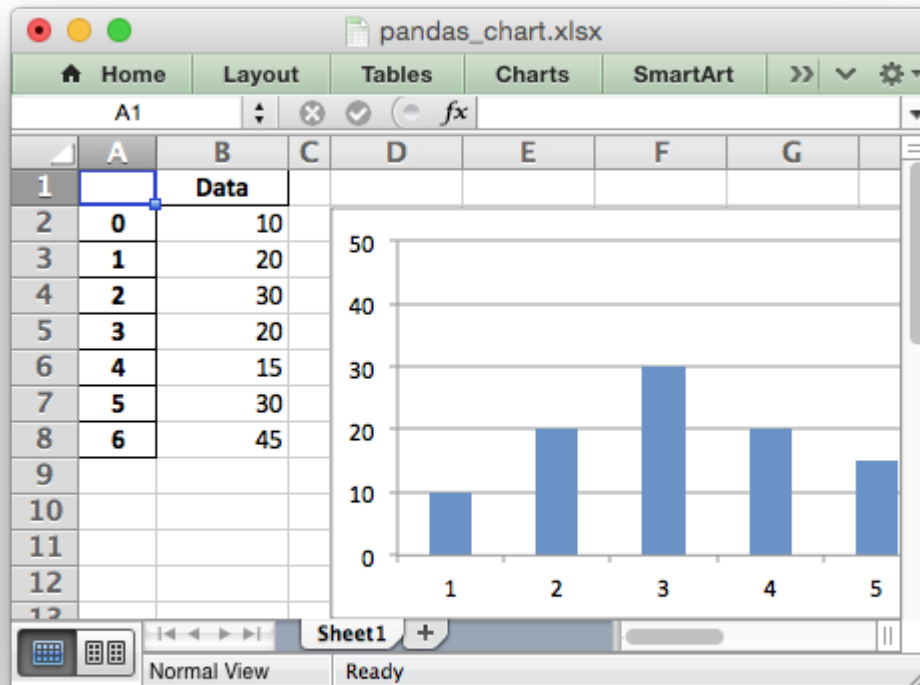 pandas_chart.xlsx
Home Layout Tables Charts SmartArt
A1 fx
A B C D E F G
1 Data
2 0 10
3 1 20
4 2 30
5 3 20
6 4 15
7 5 30
8 6 45
9
10
11
12
13
50
40
30
20
10
0
1 2 3 4 5
Sheet1
Normal View Ready